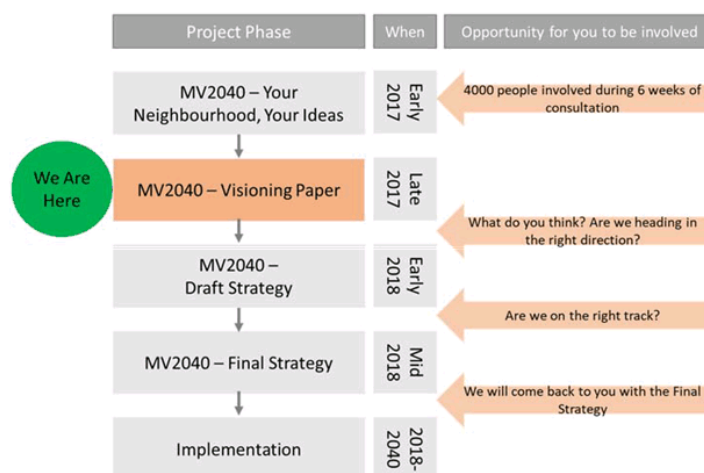 Project Phase
When
Opportunity for you to be involved
MV2040 – Your
Neighbourhood, Your Ideas
Early
2017
4000 people involved during 6 weeks of
consultation
We Are
Here
MV2040 – Visioning Paper
Late
2017
What do you think? Are we heading in
the right direction?
MV2040 –
Draft Strategy
Early
2018
Are we on the right track?
MV2040 – Final Strategy
Mid
2018
We will come back to you with the Final
Strategy
Implementation
2018-
2040